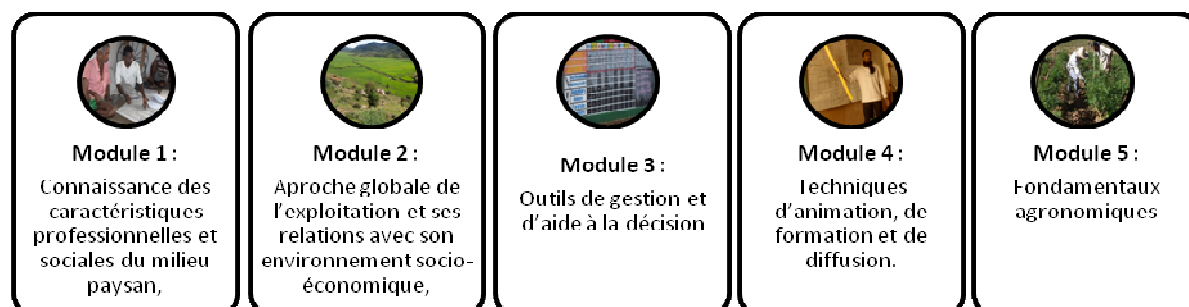 Module 1 :
Connaissance des
caractéristiques
professionnelles et
sociales du milieu
paysan,
Module 2 :
Aproche globale de
l'exploitation et ses
relations avec son
environnement socio-
économique,
Module 3 :
Outils de gestion et
d'aide à la décision
Module 4 :
Techniques
d'animation, de
formation et de
diffusion.
Module 5 :
Fondamentaux
agronomiques